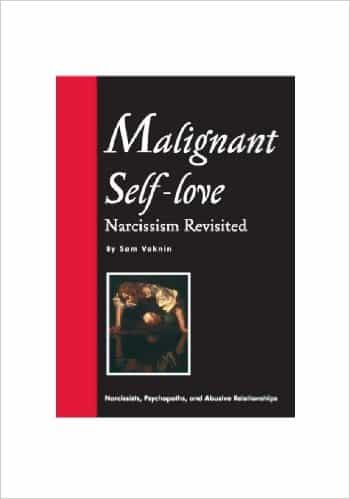 Malignant
Self-love
Narcissism Revisited
By Sam Vaknin
Narcissists, Psychopaths, and Abusive Relationships